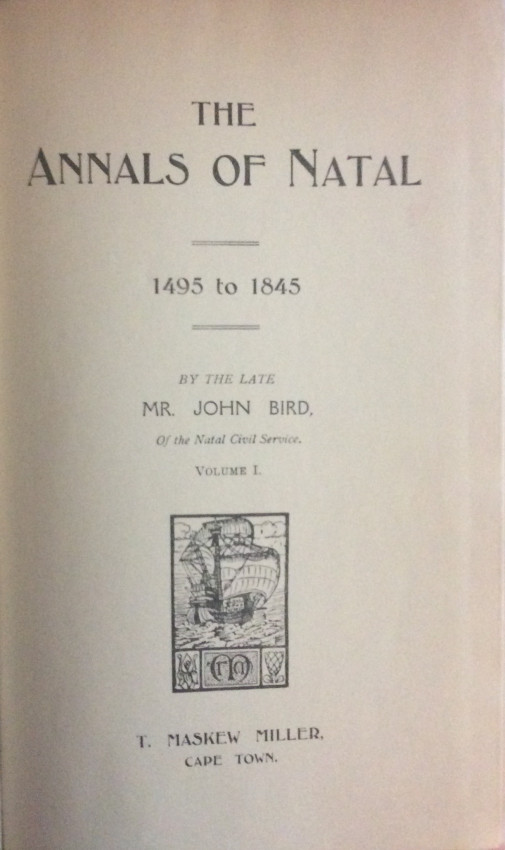 THE
ANNALS OF NATAL
1495 to 1845
BY THE LATE
MR. JOHN BIRD,
Of the Natal Civil Service.
VOLUME I.
TMM
T. MASKEW MILLER,
CAPE TOWN.